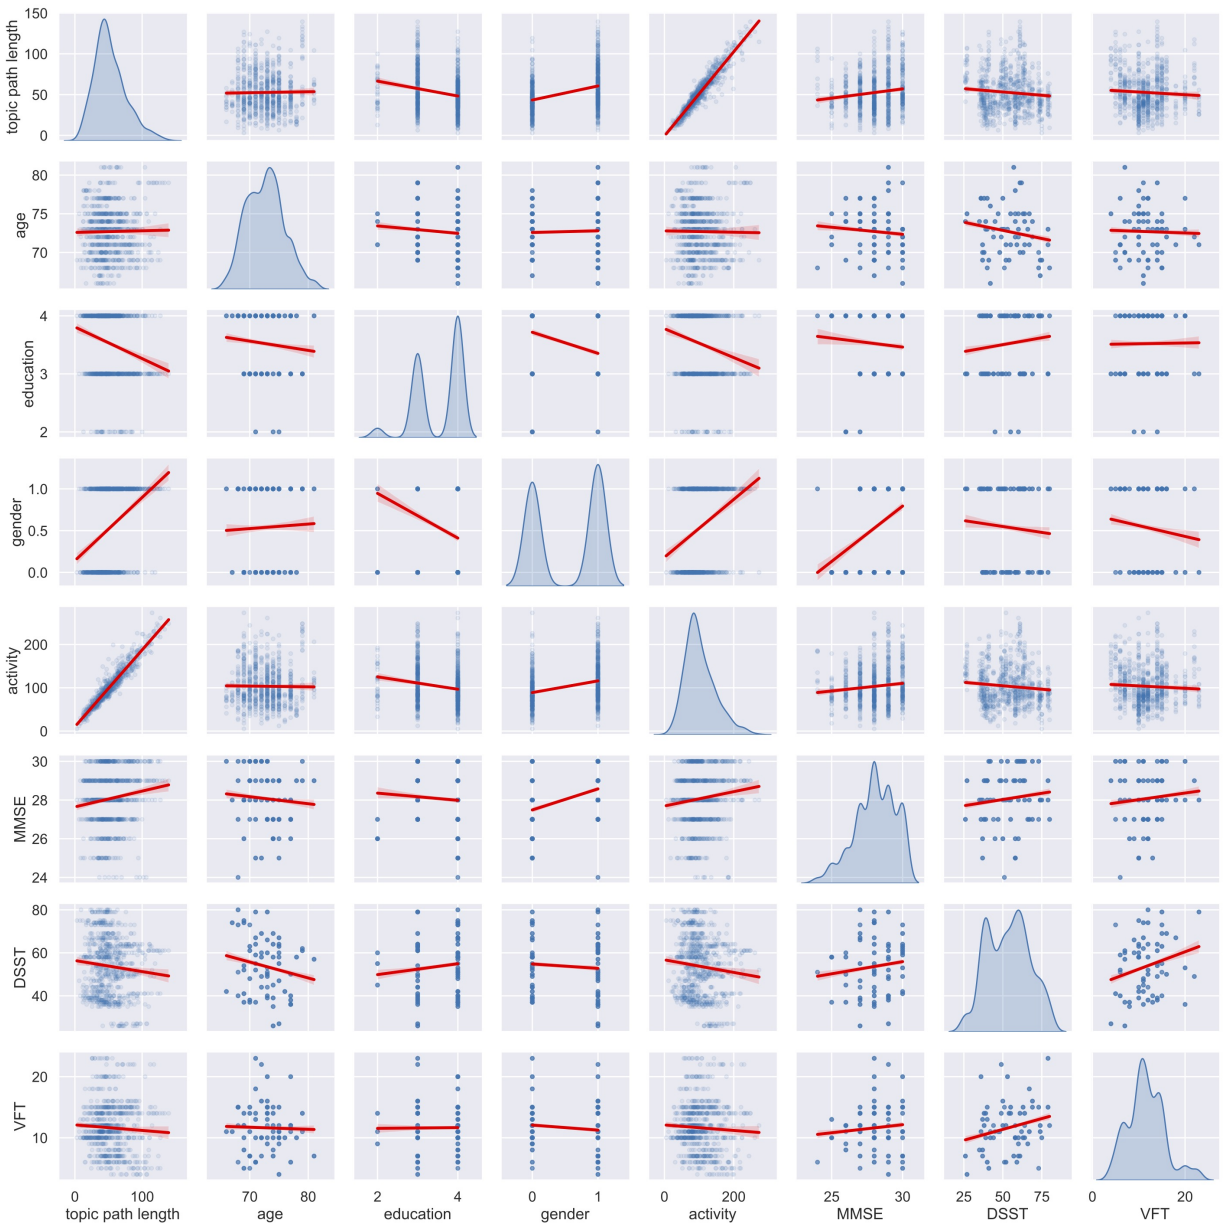 150
100
50
0
topic path length
80
75
70
age
4
3
2
education
1.0
0.5
0.0
gender
200
100
0
activity
30
28
26
24
MMSE
80
60
40
DSST
20
10
VFT
0 100 70 80 2 4 0 1 0 200 25 30 25 50 75 0 10 20
topic path length age education gender activity MMSE DSST VFT